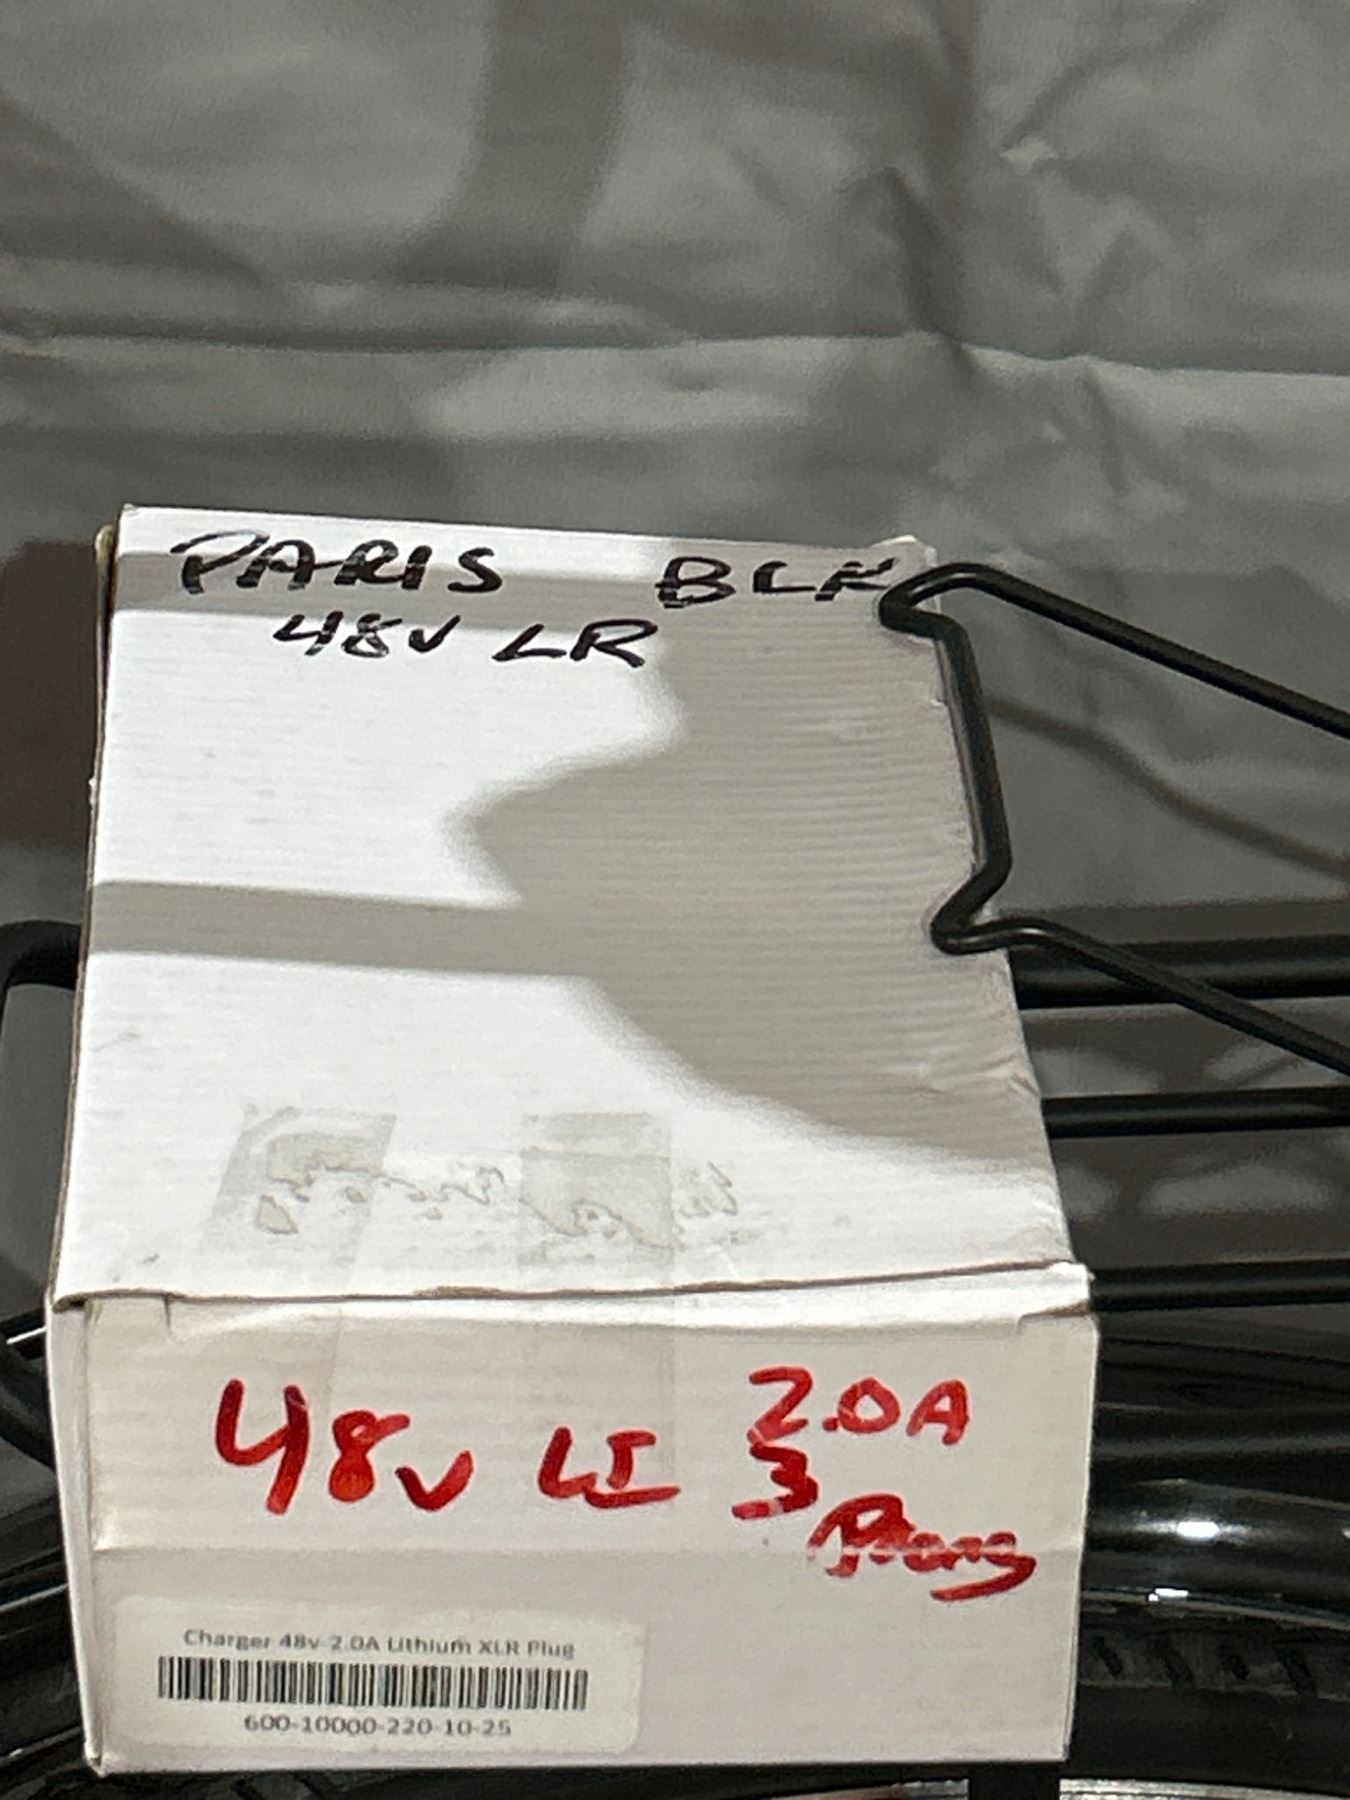 PARIS BLK
48V LR
48V LI 2.0A
3
Prong
Charger 48v-2.0A Lithium XLR Plug
600-10000-220-10-25